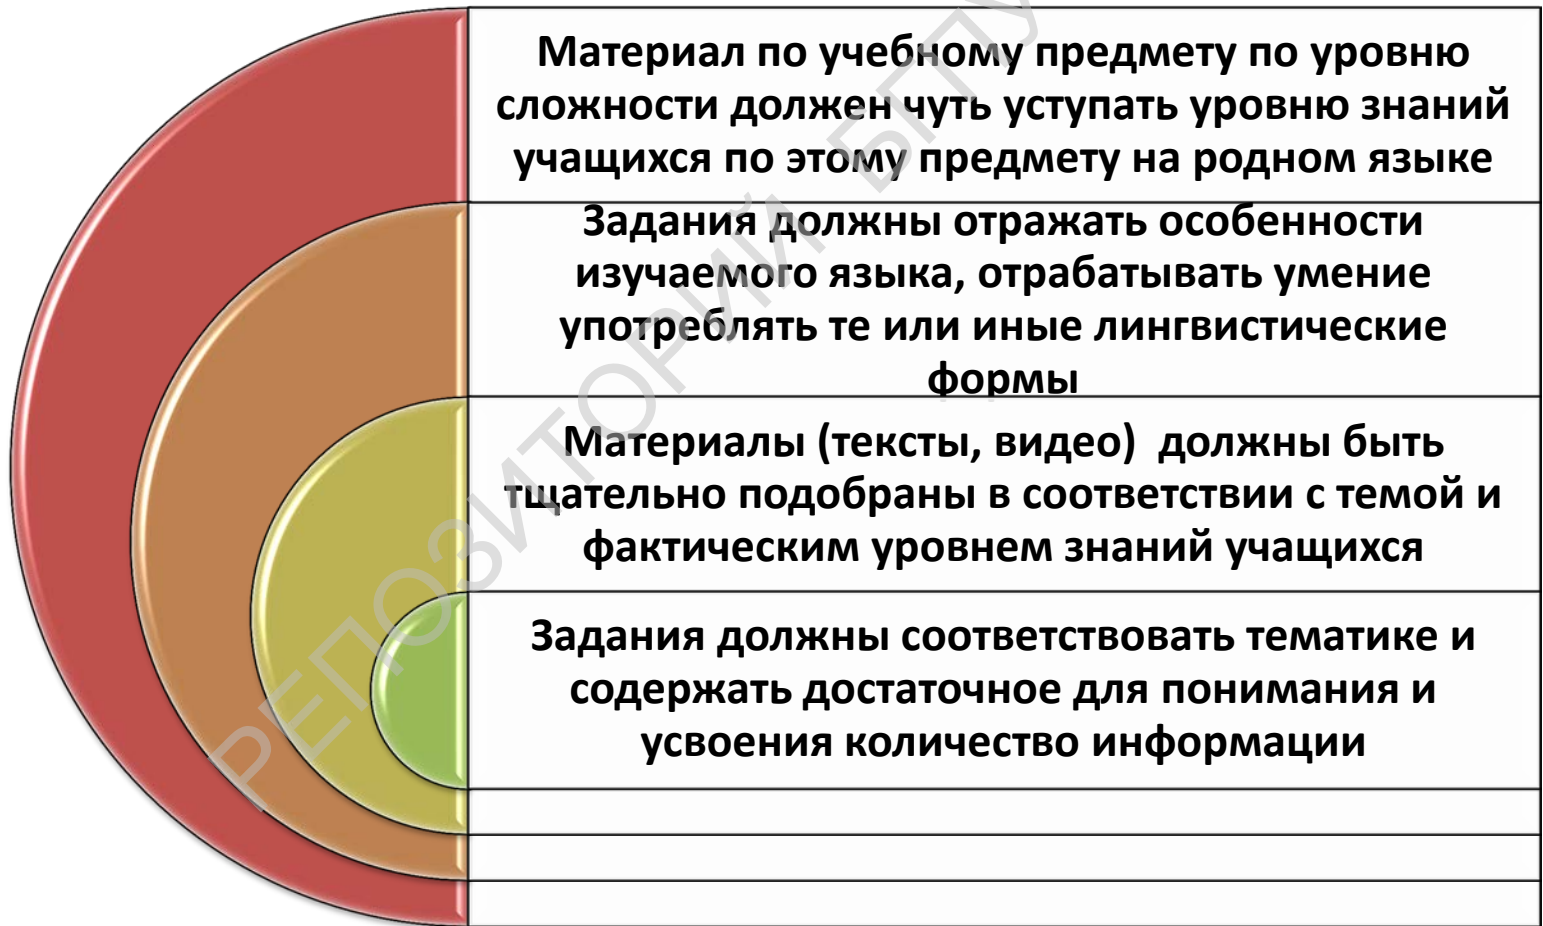 Материал по учебному предмету по уровню
сложности должен чуть уступать уровню знаний
учащихся по этому предмету на родном языке
Задания должны отражать особенности
изучаемого языка, отрабатывать умение
употреблять те или иные лингвистические
формы
Материалы (тексты, видео) должны быть
тщательно подобраны в соответствии с темой и
фактическим уровнем знаний учащихся
Задания должны соответствовать тематике и
содержать достаточное для понимания и
усвоения количество информации
РЕПОЗИТОРИЙ БГПУ